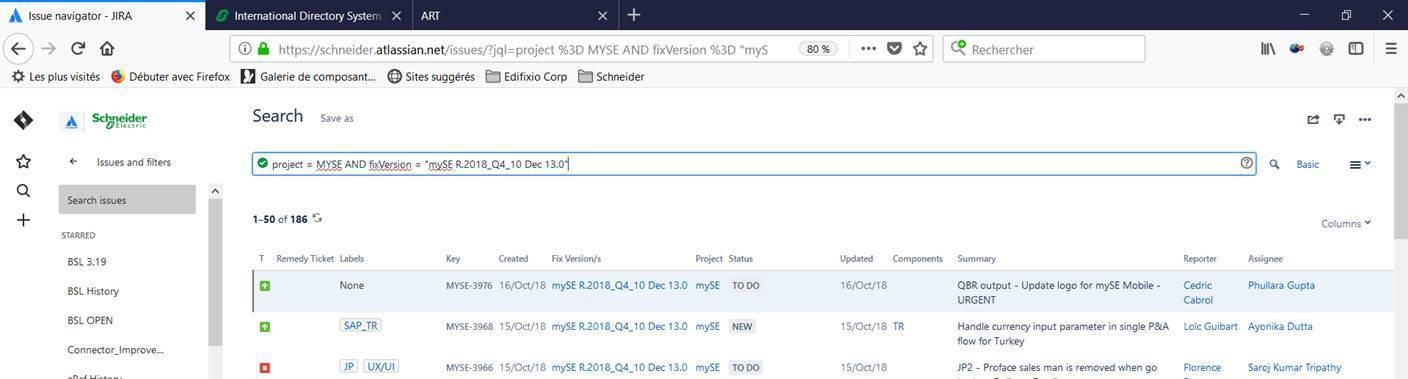 Issue navigator - JIRA
International Directory System
ART
https://schneider.atlassian.net/issues/?jql=project %3D MYSE AND fixVersion %3D "myS
80 %
Rechercher
Les plus visités
Débuter avec Firefox
Galerie de composant...
Sites suggérés
Edifixio Corp
Schneider
Schneider
Electric
Search
Save as
Issues and filters
project = MYSE AND fixVersion = "mySE R.2018_Q4_10 Dec 13.0"
Basic
Search issues
1–50 of 186
Columns
STARRED
BSL 3.19
BSL History
BSL OPEN
Connector_Improve...
eRef History
T Remedy Ticket Labels Key Created Fix Version/s Project Status Updated Components Summary Reporter Assignee
None MYSE-3976 16/Oct/18 mySE R.2018_Q4_10 Dec 13.0 mySE TO DO 16/Oct/18 QBR output - Update logo for mySE Mobile - Cedric Phullara Gupta
URGENT Cabrol
SAP_TR MYSE-3968 15/Oct/18 mySE R.2018_Q4_10 Dec 13.0 mySE NEW 15/Oct/18 TR Handle currency input parameter in single P&A Loic Guibart Ayonika Dutta
flow for Turkey
JP UX/UI MYSE-3966 15/Oct/18 mySE R.2018_Q4_10 Dec 13.0 mySE TO DO 15/Oct/18 JP2 - Proface sales man is removed when go Florence Saroj Kumar Tripathy